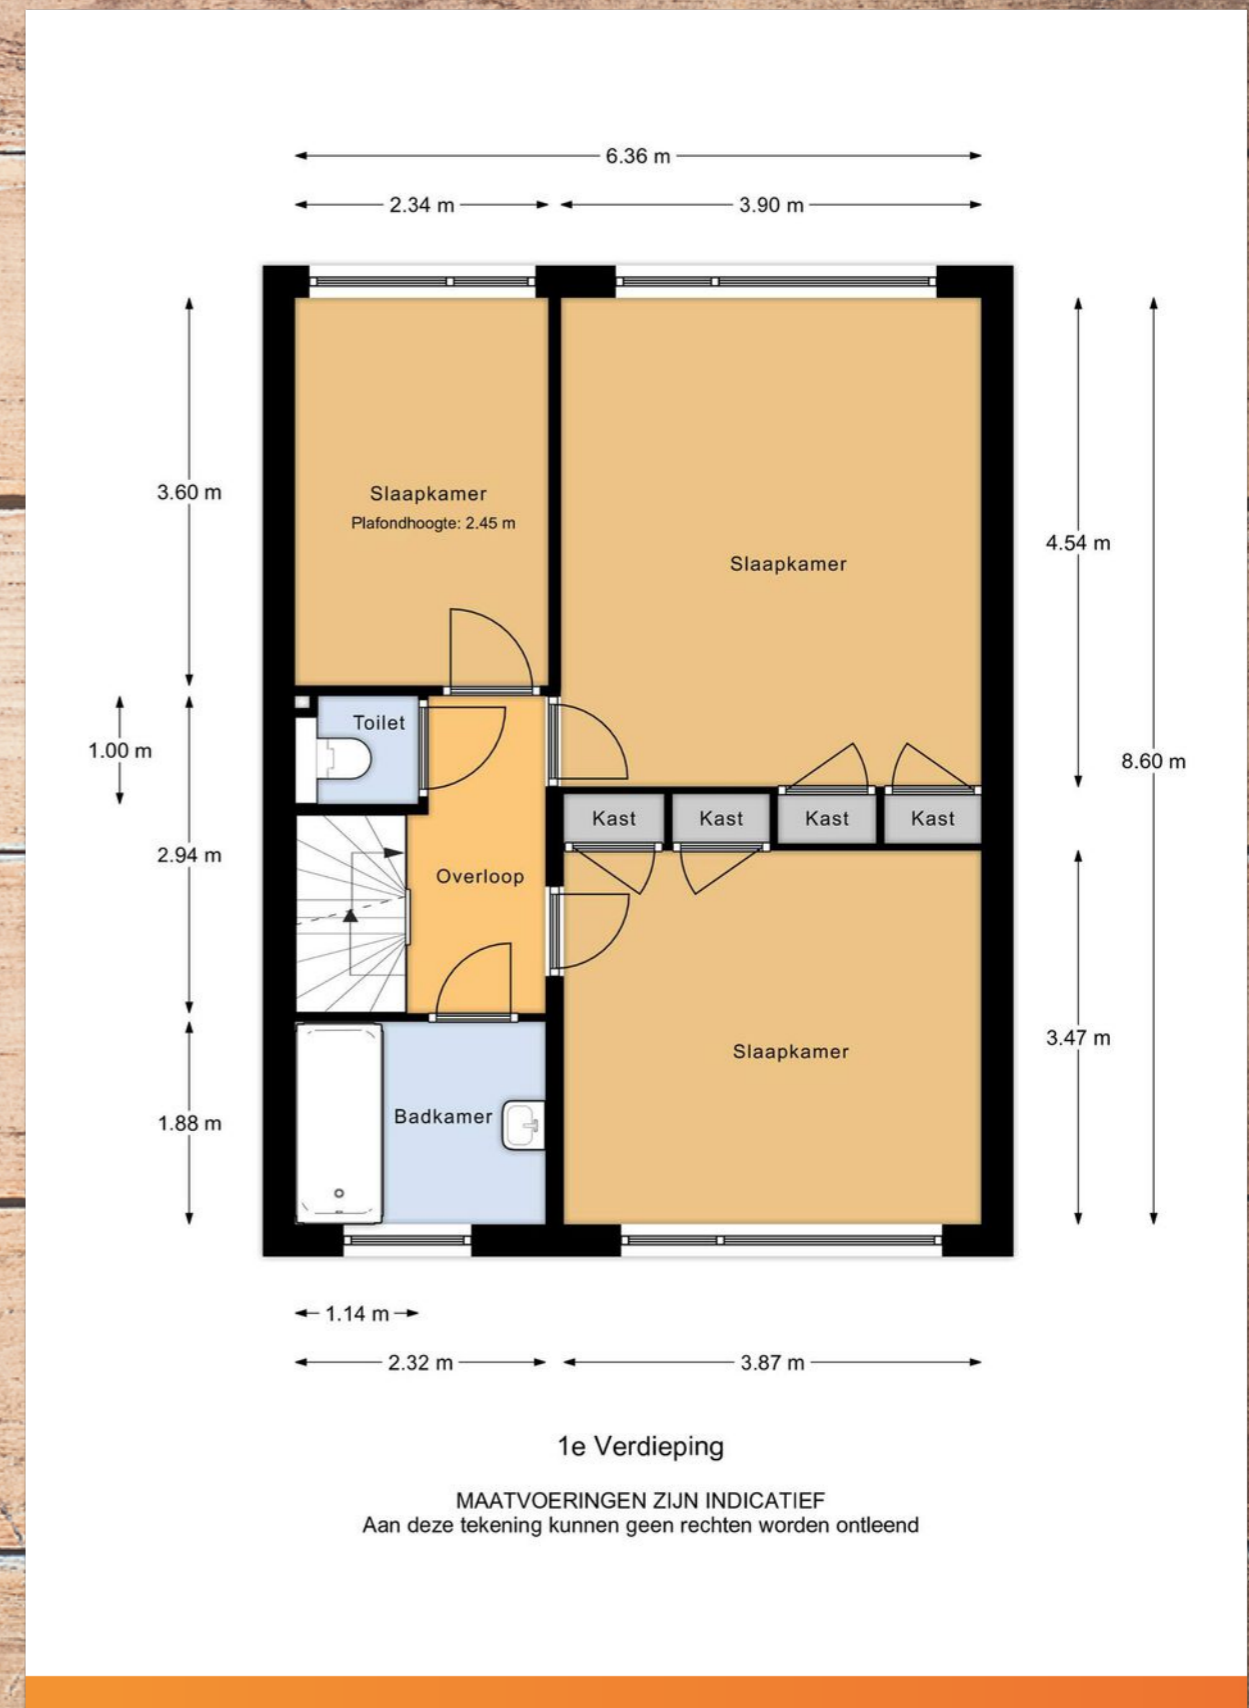 6.36 m
2.34 m
3.90 m
3.60 m
Slaapkamer
Plafondhoogte: 2.45 m
Slaapkamer
4.54 m
1.00 m
Toilet
8.60 m
Kast
Kast
Kast
Kast
2.94 m
Overloop
3.47 m
Slaapkamer
1.88 m
Badkamer
1.14 m
2.32 m
3.87 m
1e Verdieping
MAATVOERINGEN ZIJN INDICATIEF
Aan deze tekening kunnen geen rechten worden ontleend